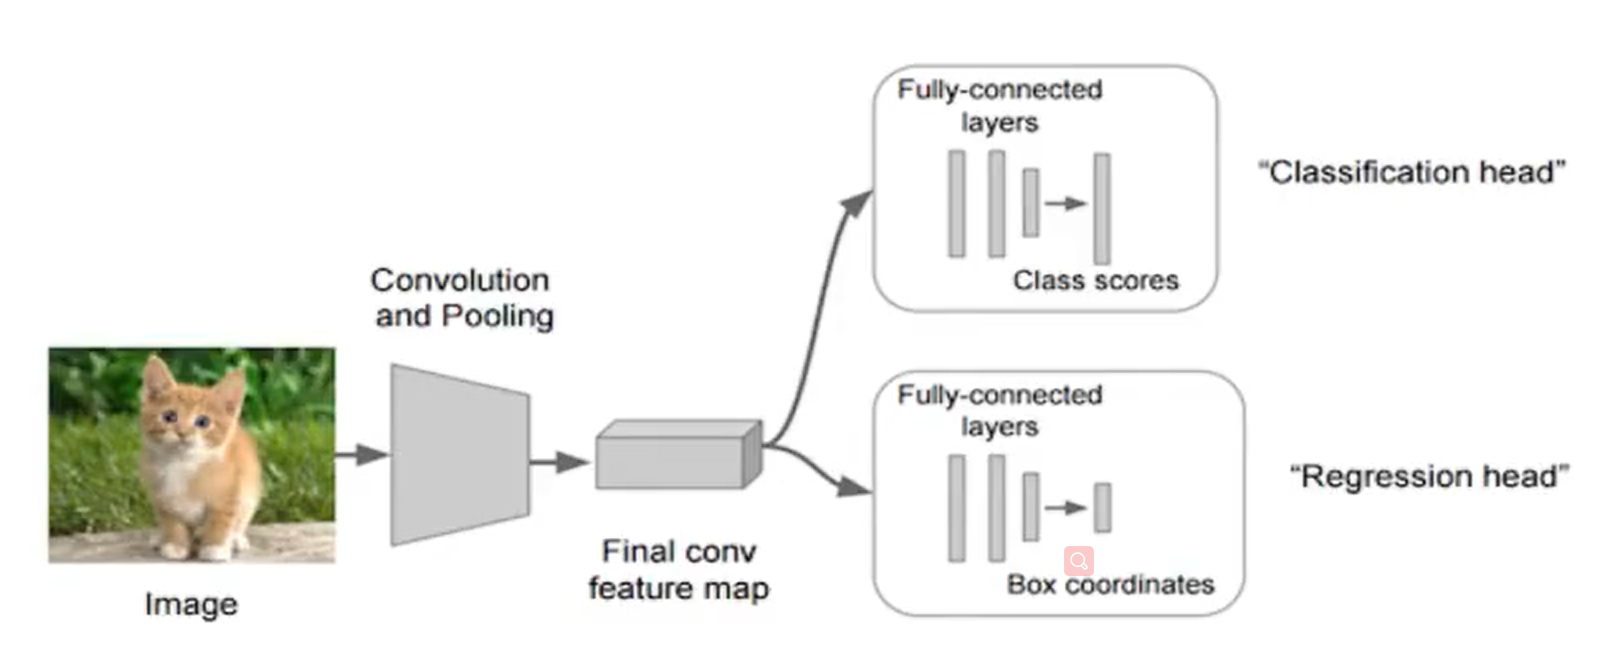 Fully-connected
layers
Class scores
“Classification head”
Convolution
and Pooling
Image
Final conv
feature map
Fully-connected
layers
Box coordinates
“Regression head”